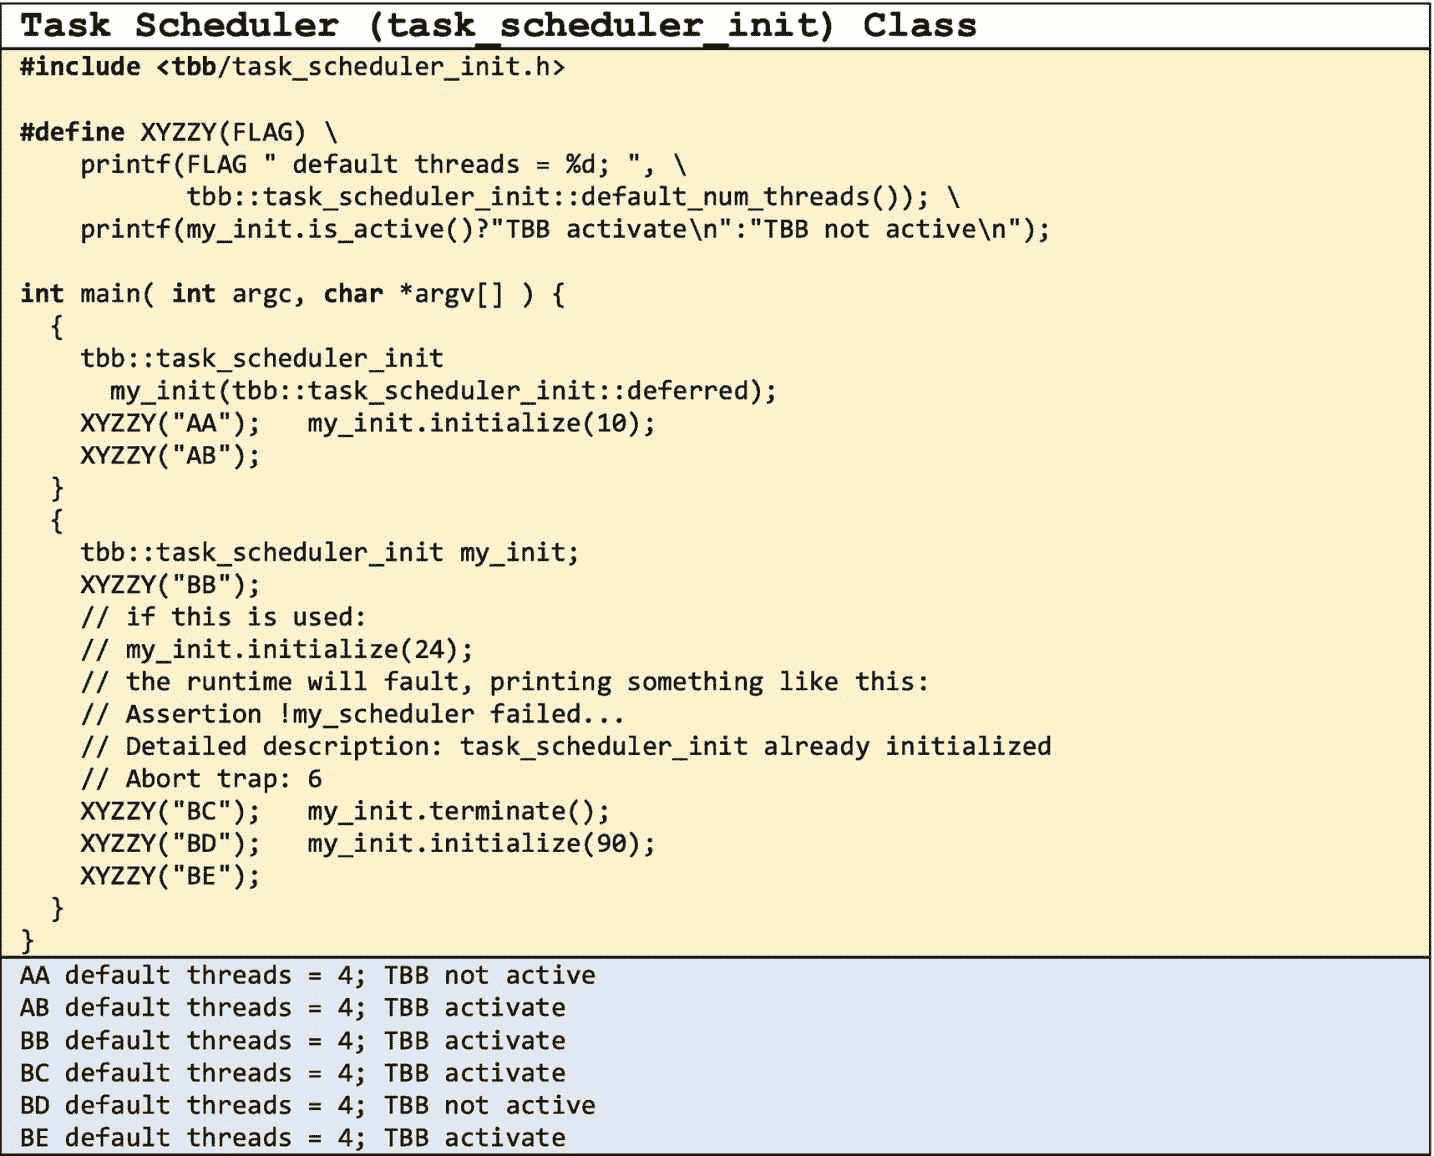 Task Scheduler (task_scheduler_init) Class
#include <tbb/task_scheduler_init.h>
#define XYZZY(FLAG) \
    printf(FLAG " default threads = %d; ", \
           tbb::task_scheduler_init::default_num_threads()); \
    printf(my_init.is_active()?"TBB activate\n":"TBB not active\n");
int main( int argc, char *argv[] ) {
  {
    tbb::task_scheduler_init
      my_init(tbb::task_scheduler_init::deferred);
    XYZZY("AA");   my_init.initialize(10);
    XYZZY("AB");
  }
  {
    tbb::task_scheduler_init my_init;
    XYZZY("BB");
    // if this is used:
    // my_init.initialize(24);
    // the runtime will fault, printing something like this:
    // Assertion !my_scheduler failed...
    // Detailed description: task_scheduler_init already initialized
    // Abort trap: 6
    XYZZY("BC");   my_init.terminate();
    XYZZY("BD");   my_init.initialize(90);
    XYZZY("BE");
  }
}
AA default threads = 4; TBB not active
AB default threads = 4; TBB activate
BB default threads = 4; TBB activate
BC default threads = 4; TBB activate
BD default threads = 4; TBB not active
BE default threads = 4; TBB activate